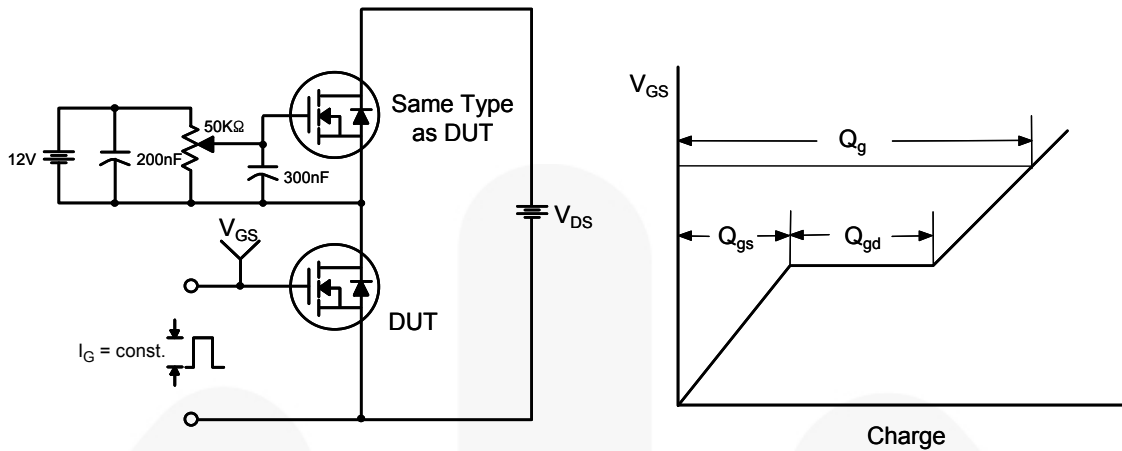 12V
200nF
50KΩ
300nF
Same Type
as DUT
V_DS
V_GS
DUT
I_G = const.
V_GS
Q_g
Q_gs
Q_gd
Charge